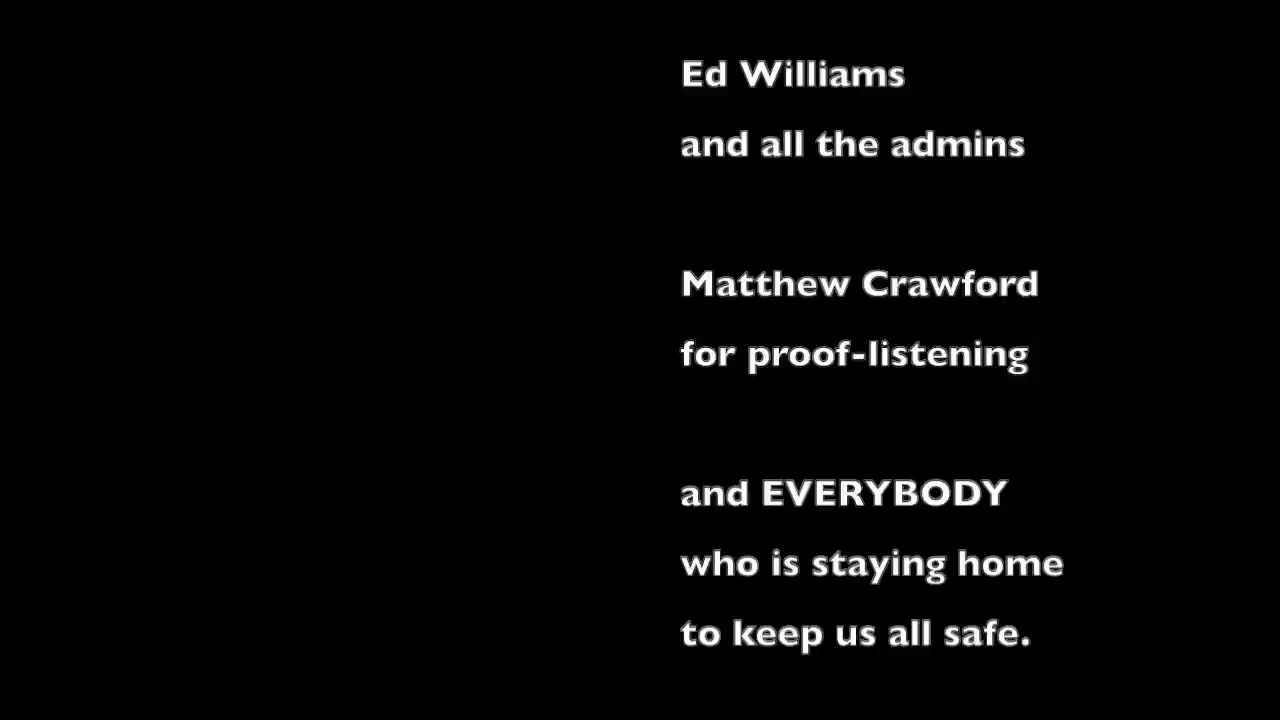 Ed Williams
and all the admins
Matthew Crawford
for proof-listening
and EVERYBODY
who is staying home
to keep us all safe.